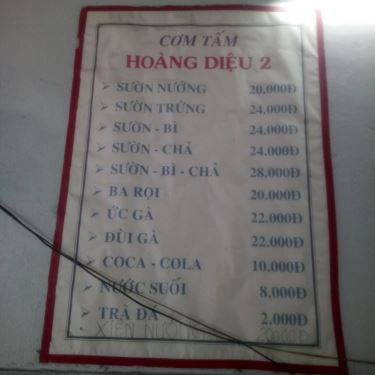 CƠM TẤM
HOÀNG DIỆU 2
SƯỜN NƯỚNG 20.000Đ
SƯỜN TRỨNG 24.000Đ
SƯỜN - BÌ 24.000Đ
SƯỜN - CHẢ 24.000Đ
SƯỜN - BÌ - CHẢ 28.000Đ
BA RỌI 20.000Đ
ỨC GÀ 22.000Đ
ĐÙI GÀ 22.000Đ
COCA - COLA 10.000Đ
NƯỚC SUỐI 8.000Đ
TRÀ ĐÁ 2.000Đ
XIÊN